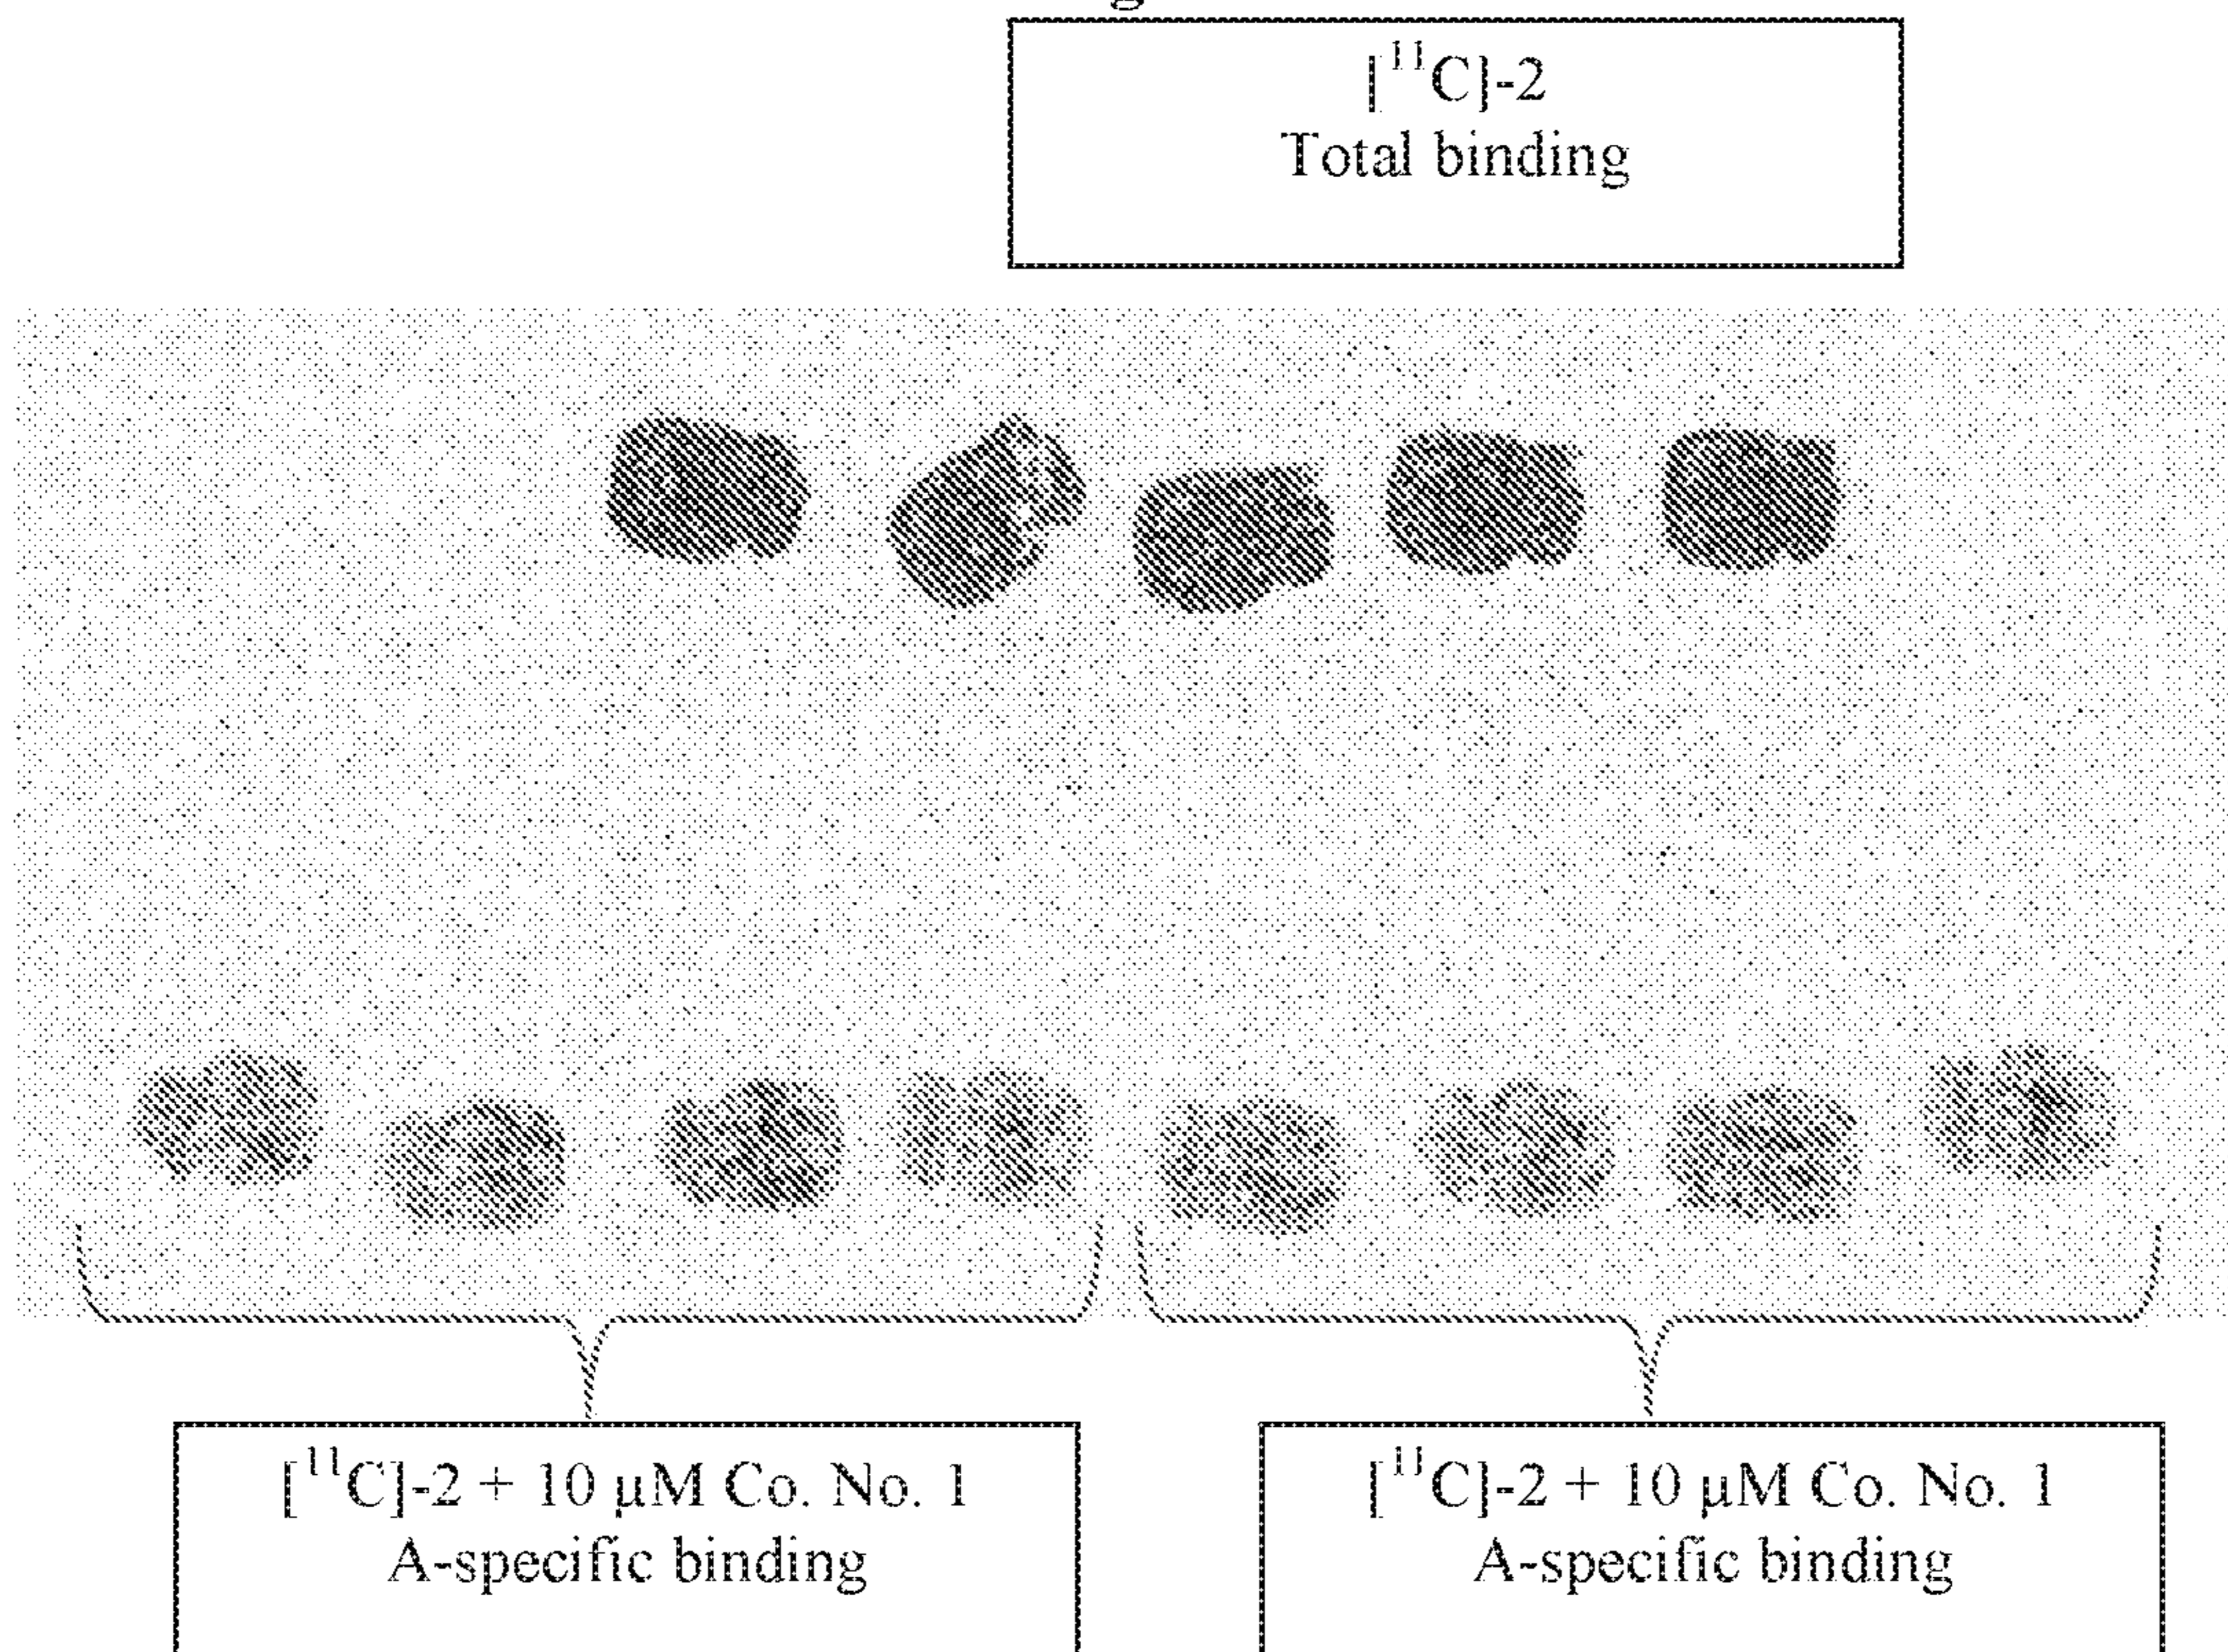 [¹¹C]-2
Total binding
[¹¹C]-2 + 10 µM Co. No. 1
A-specific binding
[¹¹C]-2 + 10 µM Co. No. 1
A-specific binding